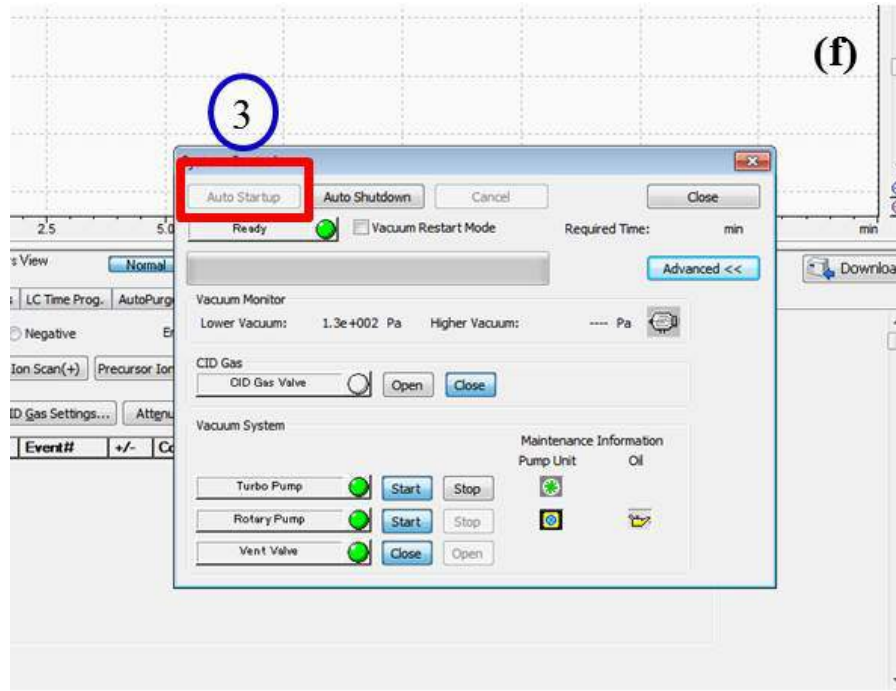 (f)
3
Auto Startup Auto Shutdown Cancel Close
2.5 5.0 Ready Vacuum Restart Mode Required Time: min min
View Normal Advanced << Downloa
LC Time Prog. AutoPurg
Vacuum Monitor
Negative Lower Vacuum: 1.3e+002 Pa Higher Vacuum: ---- Pa
Ion Scan(+) Precursor Ion CID Gas
CID Gas Valve Open Close
ID Gas Settings... Attenu
Vacuum System
Event# +/- Co Maintenance Information
Pump Unit Oil
Turbo Pump Start Stop
Rotary Pump Start Stop
Vent Valve Close Open